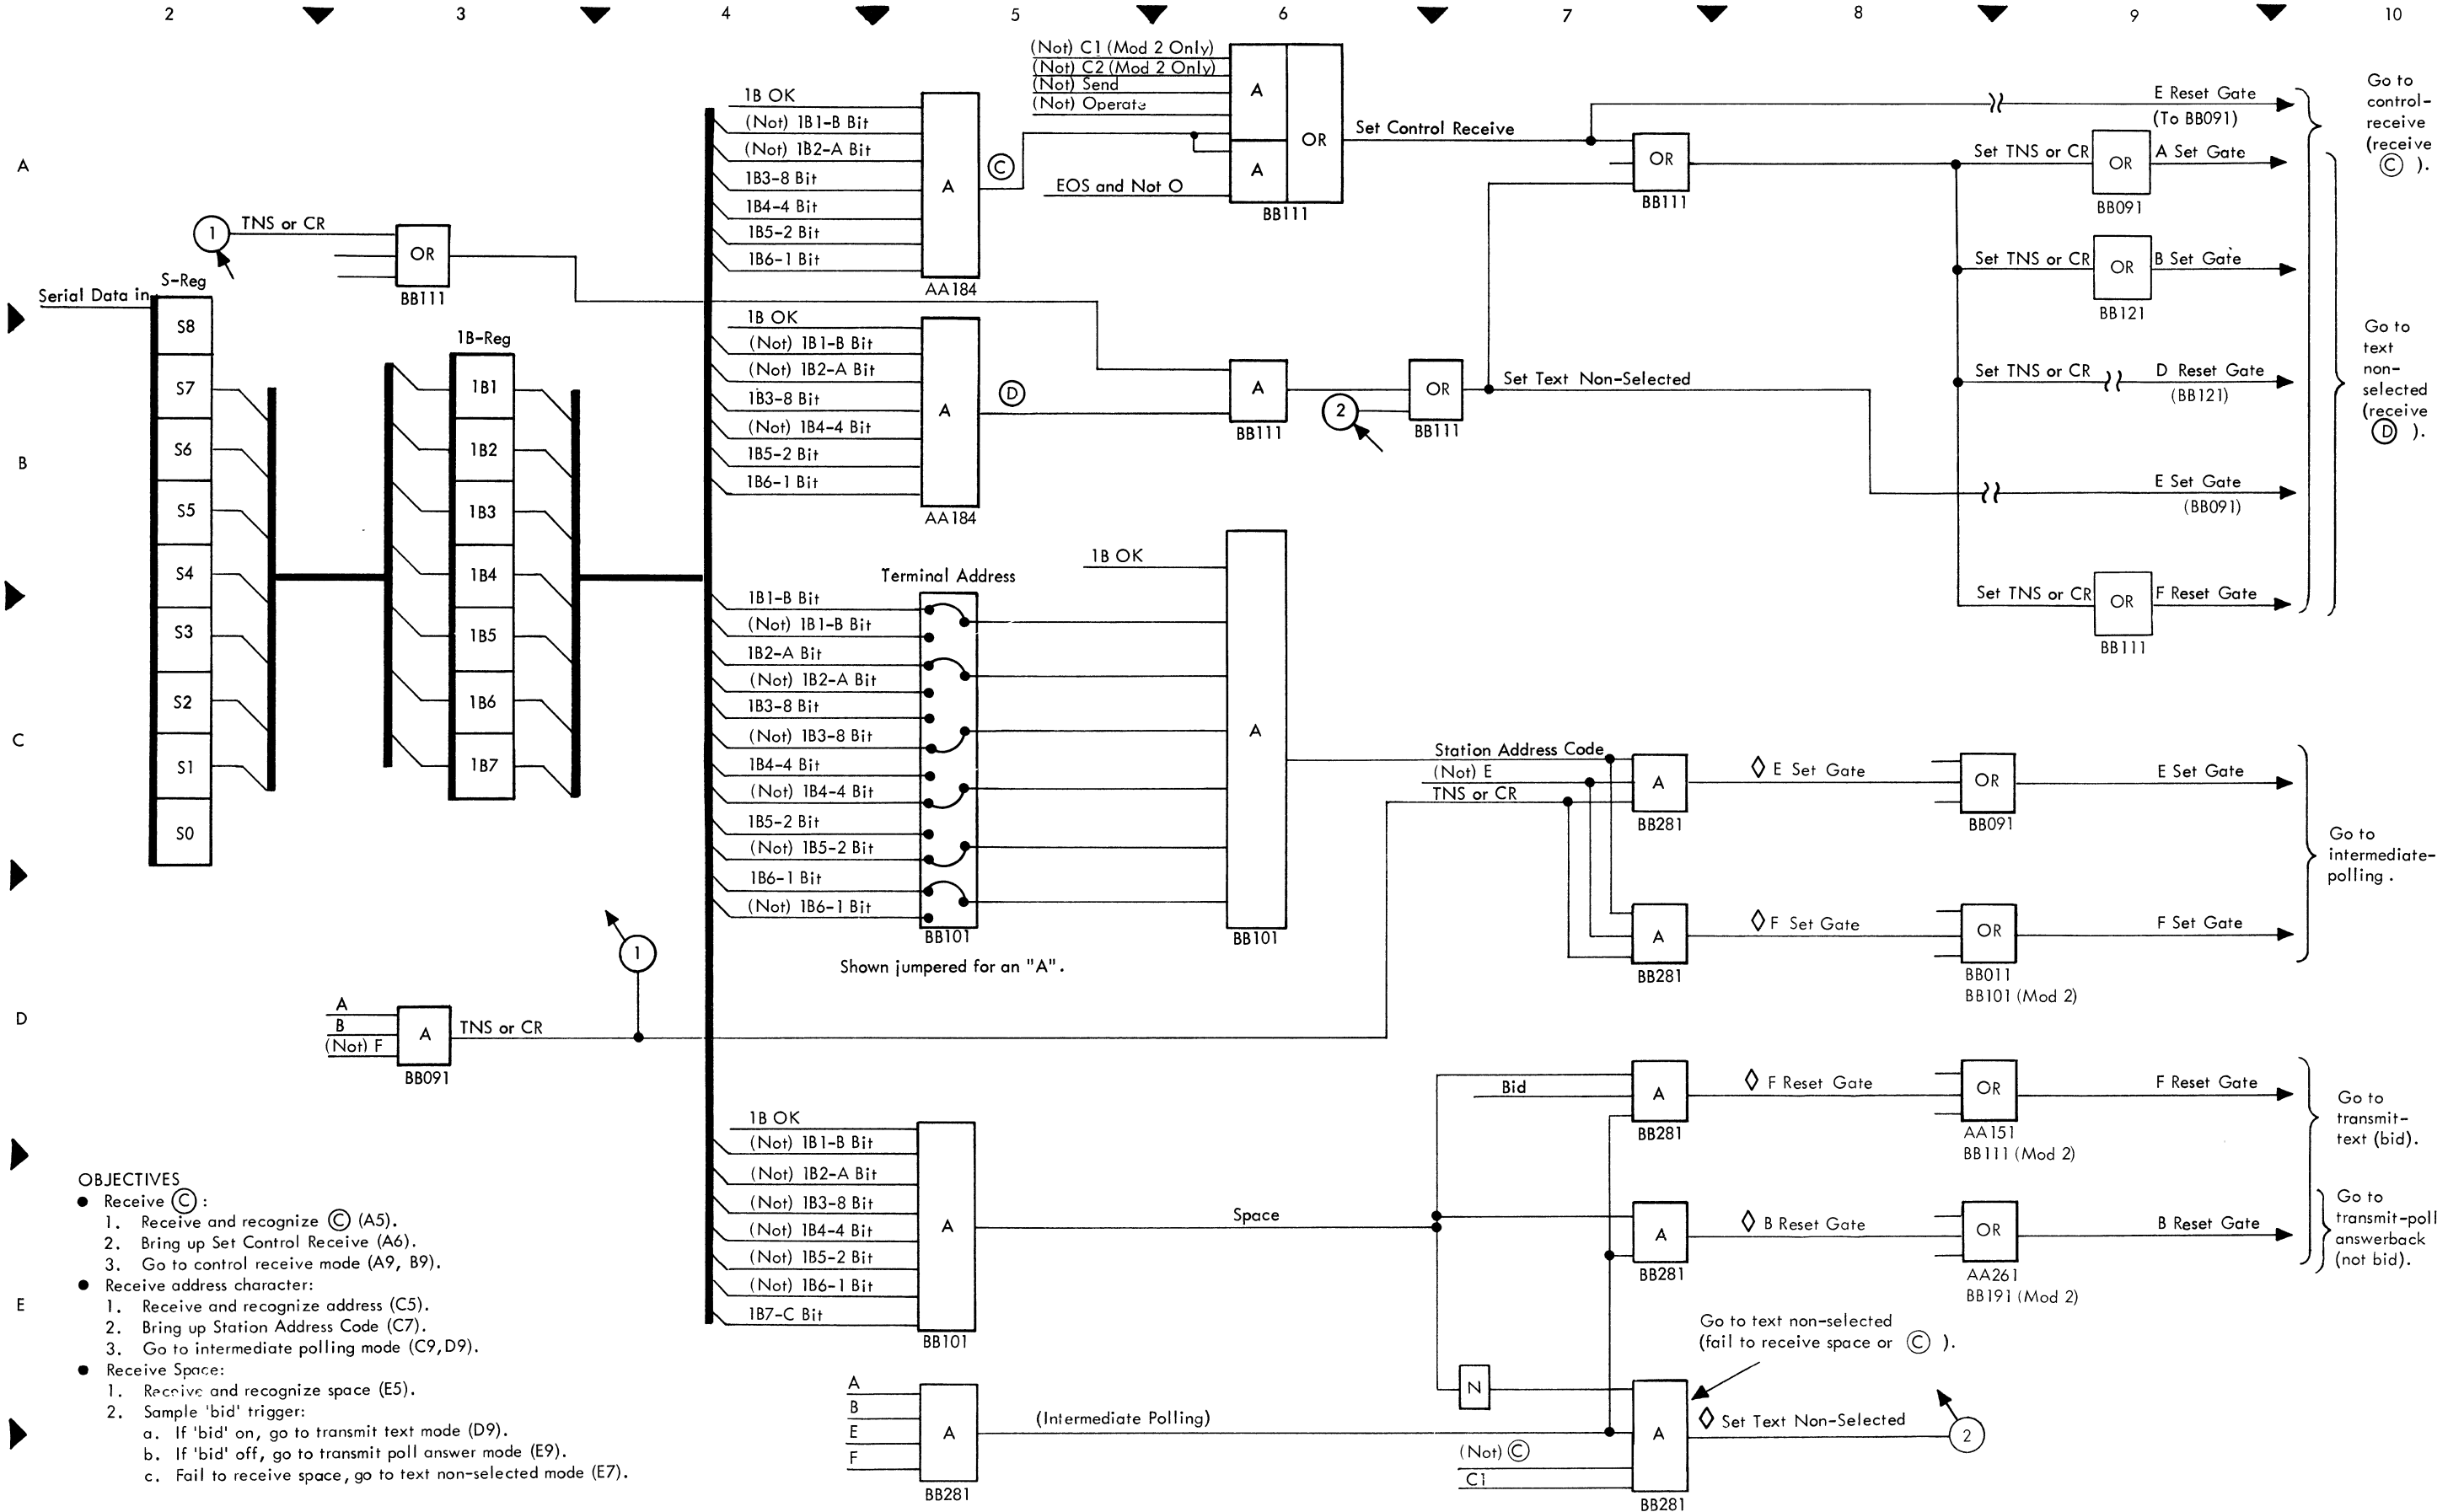 2 3 4 5 6 7 8 9 10
A
B
C
D
E
Serial Data in
S-Reg
S8
S7
S6
S5
S4
S3
S2
S1
S0
1
TNS or CR
OR
BB111
1B-Reg
1B1
1B2
1B3
1B4
1B5
1B6
1B7
1B OK
(Not) 1B1-B Bit
(Not) 1B2-A Bit
1B3-8 Bit
1B4-4 Bit
1B5-2 Bit
1B6-1 Bit
A
AA184
C
(Not) C1 (Mod 2 Only)
(Not) C2 (Mod 2 Only)
(Not) Send
(Not) Operate
EOS and Not O
A
A
OR
BB111
Set Control Receive
OR
BB111
E Reset Gate
(To BB091)
Set TNS or CR
OR
A Set Gate
BB091
Set TNS or CR
OR
B Set Gate
BB121
Set TNS or CR
D Reset Gate
(BB121)
E Set Gate
(BB091)
Set TNS or CR
OR
F Reset Gate
BB111
Go to
control-
receive
(receive
C ).
Go to
text
non-
selected
(receive
D ).
1B OK
(Not) 1B1-B Bit
(Not) 1B2-A Bit
1B3-8 Bit
(Not) 1B4-4 Bit
1B5-2 Bit
1B6-1 Bit
A
AA184
D
A
BB111
2
OR
BB111
Set Text Non-Selected
Terminal Address
1B1-B Bit
(Not) 1B1-B Bit
1B2-A Bit
(Not) 1B2-A Bit
1B3-8 Bit
(Not) 1B3-8 Bit
1B4-4 Bit
(Not) 1B4-4 Bit
1B5-2 Bit
(Not) 1B5-2 Bit
1B6-1 Bit
(Not) 1B6-1 Bit
BB101
Shown jumpered for an "A".
1B OK
A
BB101
Station Address Code
(Not) E
TNS or CR
A
BB281
◊ E Set Gate
OR
BB091
E Set Gate
A
BB281
◊ F Set Gate
OR
BB011
BB101 (Mod 2)
F Set Gate
Go to
intermediate-
polling .
1
A
B
(Not) F
A
BB091
TNS or CR
1B OK
(Not) 1B1-B Bit
(Not) 1B2-A Bit
(Not) 1B3-8 Bit
(Not) 1B4-4 Bit
(Not) 1B5-2 Bit
(Not) 1B6-1 Bit
1B7-C Bit
A
BB101
Space
Bid
A
BB281
◊ F Reset Gate
OR
AA151
BB111 (Mod 2)
F Reset Gate
Go to
transmit-
text (bid).
A
BB281
◊ B Reset Gate
OR
AA261
BB191 (Mod 2)
B Reset Gate
Go to
transmit-poll
answerback
(not bid).
A
B
E
F
A
BB281
(Intermediate Polling)
N
(Not) C
C1
A
BB281
Go to text non-selected
(fail to receive space or C ).
◊ Set Text Non-Selected
2
OBJECTIVES
● Receive C :
1. Receive and recognize C (A5).
2. Bring up Set Control Receive (A6).
3. Go to control receive mode (A9, B9).
● Receive address character:
1. Receive and recognize address (C5).
2. Bring up Station Address Code (C7).
3. Go to intermediate polling mode (C9,D9).
● Receive Space:
1. Receive and recognize space (E5).
2. Sample 'bid' trigger:
a. If 'bid' on, go to transmit text mode (D9).
b. If 'bid' off, go to transmit poll answer mode (E9).
c. Fail to receive space, go to text non-selected mode (E7).